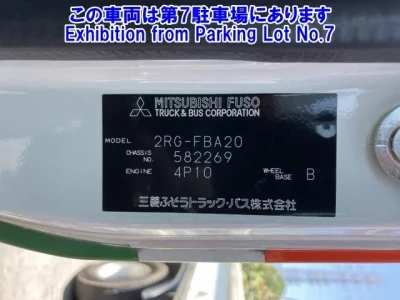 この車両は第7駐車場にあります
Exhibition from Parking Lot No.7
MITSUBISHI FUSO
TRUCK & BUS CORPORATION
MODEL 2RG-FBA20
CHASSIS NO. 582269
ENGINE 4P10 WHEEL BASE B
三菱ふそうトラック・バス株式会社